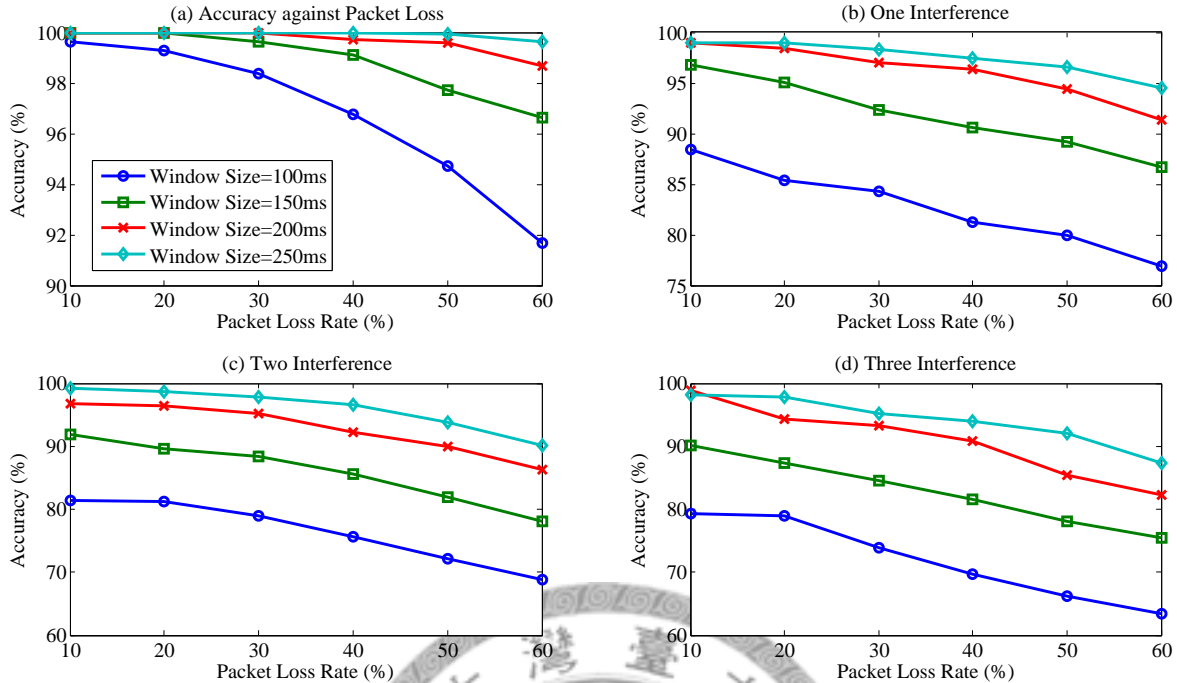 (a) Accuracy against Packet Loss
100
98
96
94
92
90
Accuracy (%)
Window Size=100ms
Window Size=150ms
Window Size=200ms
Window Size=250ms
10 20 30 40 50 60
Packet Loss Rate (%)
(b) One Interference
100
95
90
85
80
75
Accuracy (%)
10 20 30 40 50 60
Packet Loss Rate (%)
(c) Two Interference
100
90
80
70
60
Accuracy (%)
10 20 30 40 50 60
Packet Loss Rate (%)
(d) Three Interference
100
90
80
70
60
Accuracy (%)
10 20 30 40 50 60
Packet Loss Rate (%)
灣 臺